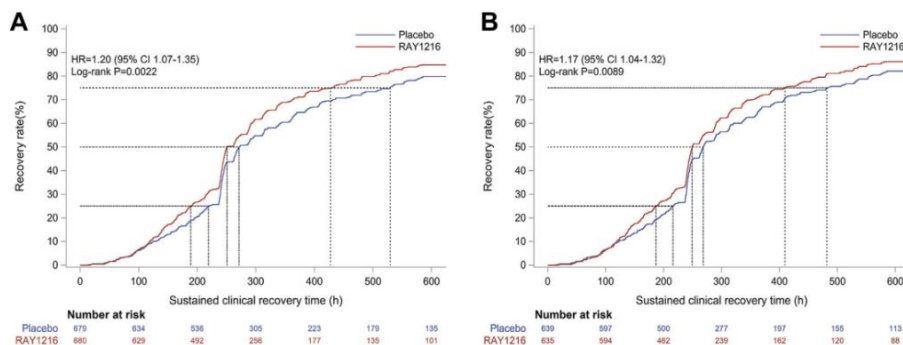 A
Placebo
RAY1216
HR=1.20 (95% CI 1.07-1.35)
Log-rank P=0.0022
Recovery rate(%)
100
90
80
70
60
50
40
30
20
10
0
0 100 200 300 400 500 600
Sustained clinical recovery time (h)
Number at risk
Placebo 679 634 536 305 223 179 135
RAY1216 680 629 492 256 177 135 101
B
Placebo
RAY1216
HR=1.17 (95% CI 1.04-1.32)
Log-rank P=0.0089
Recovery rate(%)
100
90
80
70
60
50
40
30
20
10
0
0 100 200 300 400 500 600
Sustained clinical recovery time (h)
Number at risk
Placebo 639 597 500 277 197 155 113
RAY1216 635 594 462 239 162 120 88